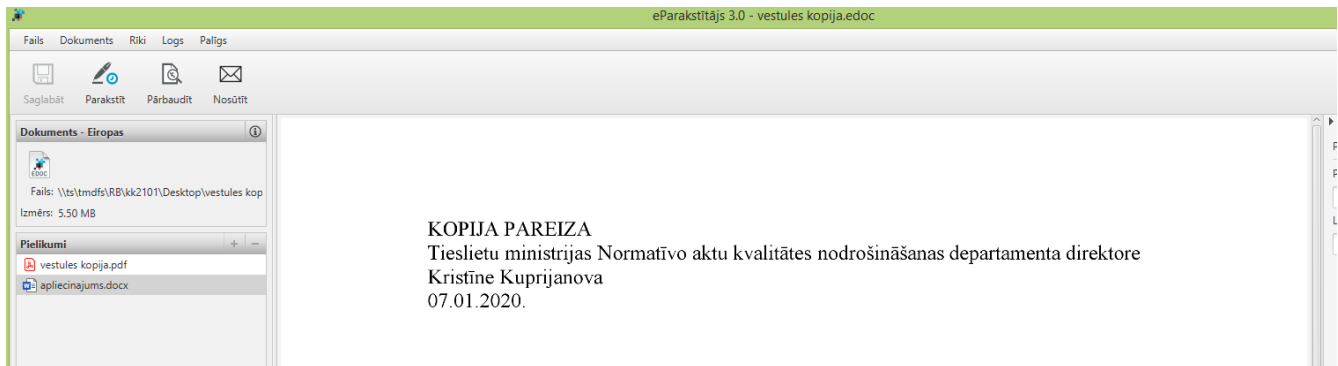 eParakstītājs 3.0 - vestules kopija.edoc
Fails Dokuments Rīki Logs Palīgs
Saglabāt Parakstīt Pārbaudīt Nosūtīt
Dokuments - Eiropas
EDOC
Fails: \\ts\tmdfs\RB\kk2101\Desktop\vestules kop
Izmērs: 5.50 MB
Pielikumi
vestules kopija.pdf
apliecinajums.docx
KOPIJA PAREIZA
Tieslietu ministrijas Normatīvo aktu kvalitātes nodrošināšanas departamenta direktore
Kristīne Kuprijanova
07.01.2020.